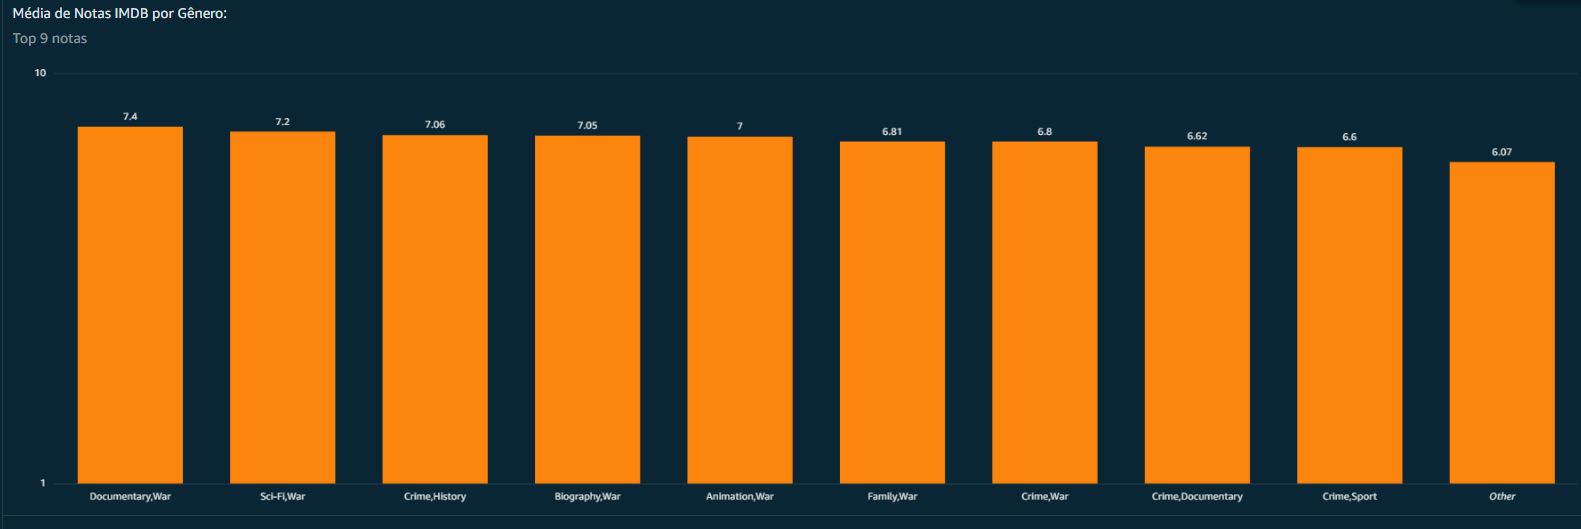 Média de Notas IMDB por Gênero:
Top 9 notas
10
7.4
7.2
7.06
7.05
7
6.81
6.8
6.62
6.6
6.07
1
Documentary,War
Sci-Fi,War
Crime,History
Biography,War
Animation,War
Family,War
Crime,War
Crime,Documentary
Crime,Sport
Other